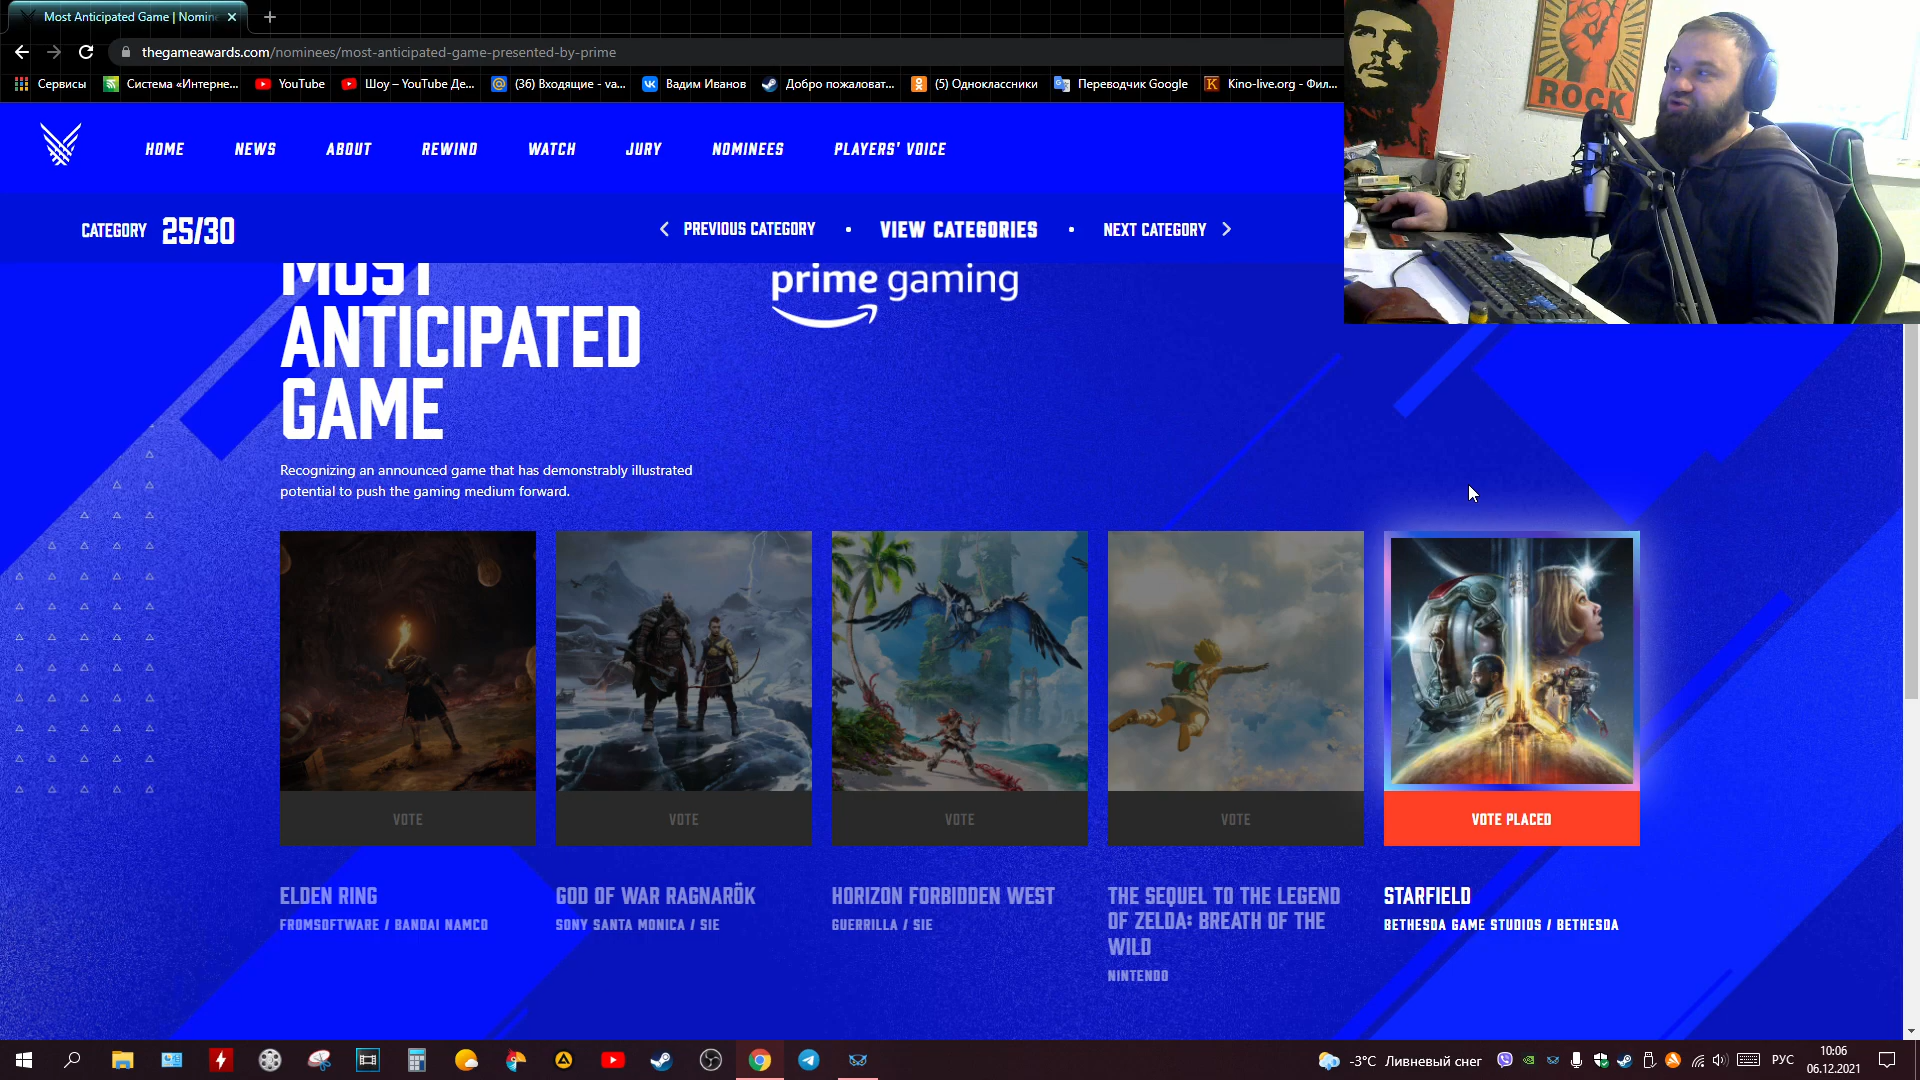 Most Anticipated Game | Nomine
thegameawards.com/nominees/most-anticipated-game-presented-by-prime
Сервисы
Система «Интерне...
YouTube
Шоу – YouTube Де...
(36) Входящие - va...
Вадим Иванов
Добро пожаловат...
(5) Одноклассники
Переводчик Google
Kino-live.org - Фил...
ROCK
HOME
NEWS
ABOUT
REWIND
WATCH
JURY
NOMINEES
PLAYERS' VOICE
CATEGORY 25/30
PREVIOUS CATEGORY
•
VIEW CATEGORIES
•
NEXT CATEGORY
MOST
ANTICIPATED
GAME
prime gaming
Recognizing an announced game that has demonstrably illustrated
potential to push the gaming medium forward.
VOTE
VOTE
VOTE
VOTE
VOTE PLACED
ELDEN RING
FROMSOFTWARE / BANDAI NAMCO
GOD OF WAR RAGNARÖK
SONY SANTA MONICA / SIE
HORIZON FORBIDDEN WEST
GUERRILLA / SIE
THE SEQUEL TO THE LEGEND
OF ZELDA: BREATH OF THE
WILD
NINTENDO
STARFIELD
BETHESDA GAME STUDIOS / BETHESDA
-3°C Ливневый снег
РУС
10:06
06.12.2021